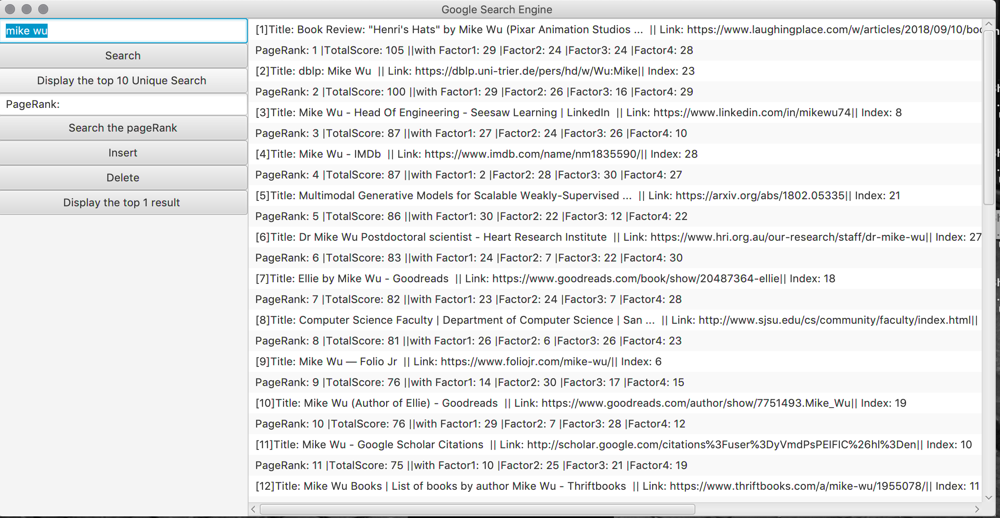 Google Search Engine
mike wu
Search
Display the top 10 Unique Search
PageRank:
Search the pageRank
Insert
Delete
Display the top 1 result
[1]Title: Book Review: "Henri's Hats" by Mike Wu (Pixar Animation Studios ...  || Link: https://www.laughingplace.com/w/articles/2018/09/10/boo
PageRank: 1 |TotalScore: 105 ||with Factor1: 29 |Factor2: 24 |Factor3: 24 |Factor4: 28
[2]Title: dblp: Mike Wu  || Link: https://dblp.uni-trier.de/pers/hd/w/Wu:Mike|| Index: 23
PageRank: 2 |TotalScore: 100 ||with Factor1: 29 |Factor2: 26 |Factor3: 16 |Factor4: 29
[3]Title: Mike Wu - Head Of Engineering - Seesaw Learning | LinkedIn  || Link: https://www.linkedin.com/in/mikewu74|| Index: 8
PageRank: 3 |TotalScore: 87 ||with Factor1: 27 |Factor2: 24 |Factor3: 26 |Factor4: 10
[4]Title: Mike Wu - IMDb  || Link: https://www.imdb.com/name/nm1835590/|| Index: 28
PageRank: 4 |TotalScore: 87 ||with Factor1: 2 |Factor2: 28 |Factor3: 30 |Factor4: 27
[5]Title: Multimodal Generative Models for Scalable Weakly-Supervised ...  || Link: https://arxiv.org/abs/1802.05335|| Index: 21
PageRank: 5 |TotalScore: 86 ||with Factor1: 30 |Factor2: 22 |Factor3: 12 |Factor4: 22
[6]Title: Dr Mike Wu Postdoctoral scientist - Heart Research Institute  || Link: https://www.hri.org.au/our-research/staff/dr-mike-wu|| Index: 27
PageRank: 6 |TotalScore: 83 ||with Factor1: 24 |Factor2: 7 |Factor3: 22 |Factor4: 30
[7]Title: Ellie by Mike Wu - Goodreads  || Link: https://www.goodreads.com/book/show/20487364-ellie|| Index: 18
PageRank: 7 |TotalScore: 82 ||with Factor1: 23 |Factor2: 24 |Factor3: 7 |Factor4: 28
[8]Title: Computer Science Faculty | Department of Computer Science | San ...  || Link: http://www.sjsu.edu/cs/community/faculty/index.html||
PageRank: 8 |TotalScore: 81 ||with Factor1: 26 |Factor2: 6 |Factor3: 26 |Factor4: 23
[9]Title: Mike Wu — Folio Jr  || Link: https://www.foliojr.com/mike-wu/|| Index: 6
PageRank: 9 |TotalScore: 76 ||with Factor1: 14 |Factor2: 30 |Factor3: 17 |Factor4: 15
[10]Title: Mike Wu (Author of Ellie) - Goodreads  || Link: https://www.goodreads.com/author/show/7751493.Mike_Wu|| Index: 19
PageRank: 10 |TotalScore: 76 ||with Factor1: 29 |Factor2: 7 |Factor3: 28 |Factor4: 12
[11]Title: Mike Wu - Google Scholar Citations  || Link: http://scholar.google.com/citations%3Fuser%3DyVmdPsPEIFIC%26hl%3Den|| Index: 10
PageRank: 11 |TotalScore: 75 ||with Factor1: 10 |Factor2: 25 |Factor3: 21 |Factor4: 19
[12]Title: Mike Wu Books | List of books by author Mike Wu - Thriftbooks  || Link: https://www.thriftbooks.com/a/mike-wu/1955078/|| Index: 11